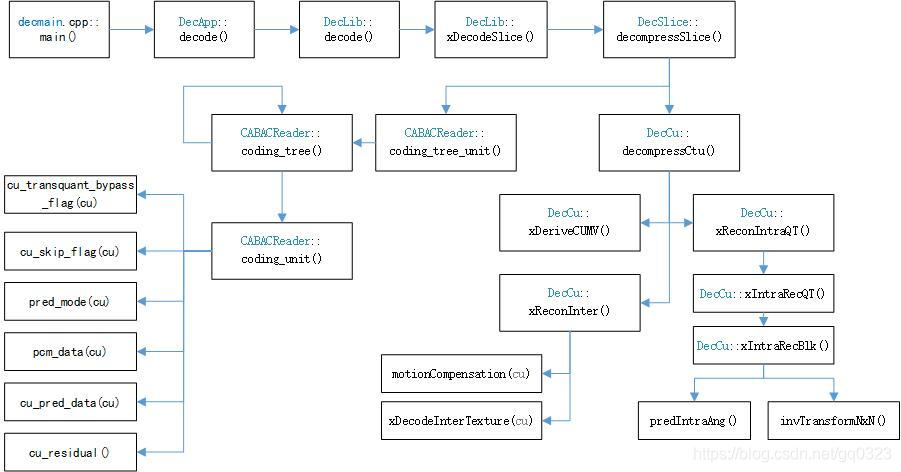 decmain.cpp::
main()
DecApp::
decode()
DecLib::
decode()
DecLib::
xDecodeSlice()
DecSlice::
decompressSlice()
CABACReader::
coding_tree()
CABACReader::
coding_tree_unit()
DecCu::
decompressCtu()
cu_transquant_bypass
_flag(cu)
cu_skip_flag(cu)
pred_mode(cu)
pcm_data(cu)
cu_pred_data(cu)
cu_residual()
CABACReader::
coding_unit()
DecCu::
xDeriveCUMV()
DecCu::
xReconIntraQT()
DecCu::
xReconInter()
DecCu::xIntraRecQT()
DecCu::xIntraRecBlk()
motionCompensation(cu)
xDecodeInterTexture(cu)
predIntraAng()
invTransformNxN()
https://blog.csdn.net/gq0323